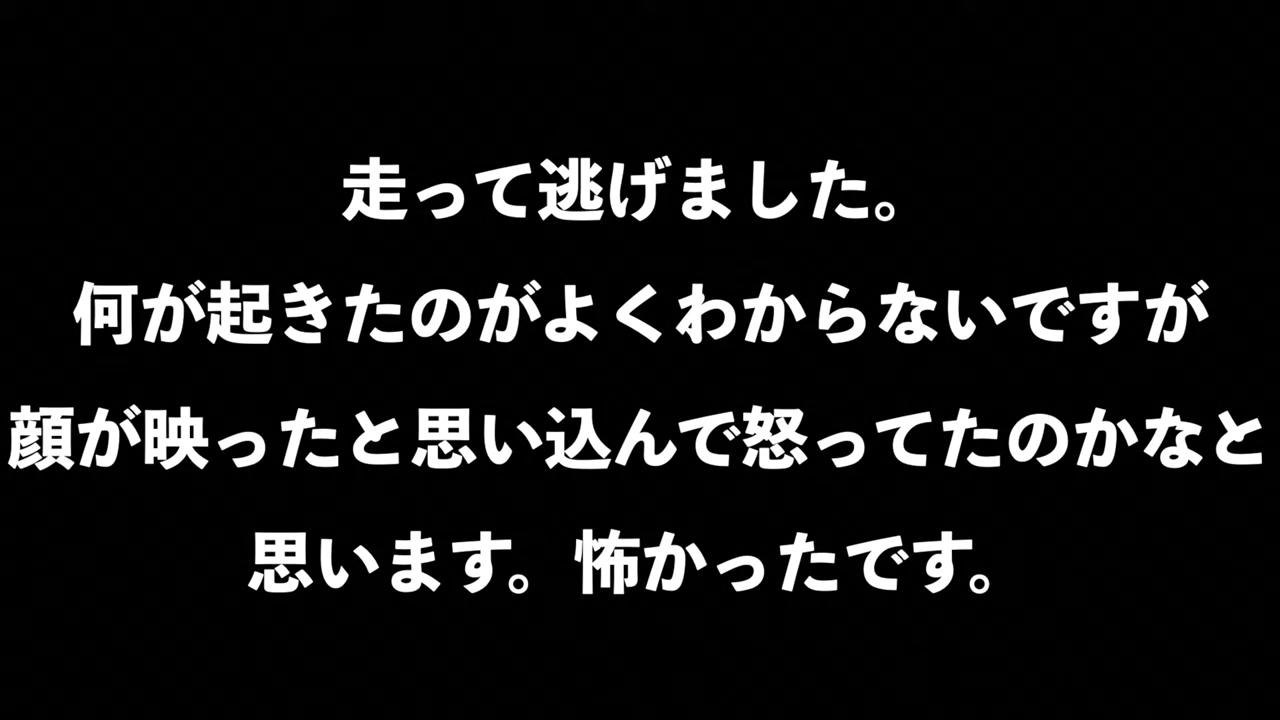 走って逃げました。
何が起きたのがよくわからないですが
顔が映ったと思い込んで怒ってたのかなと
思います。怖かったです。